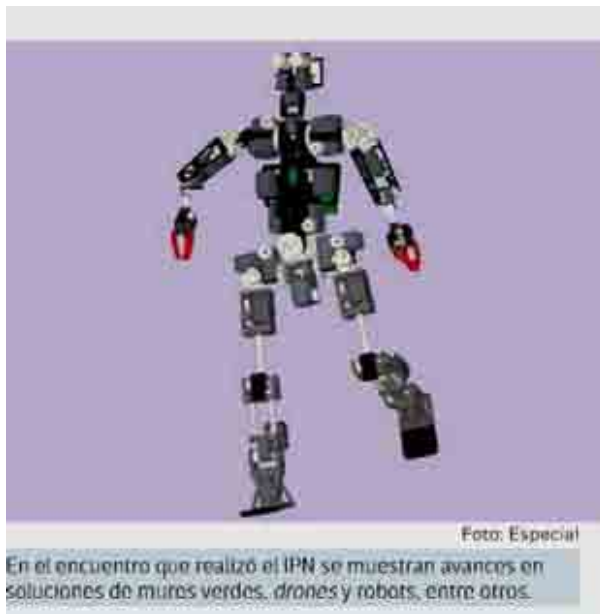 Foto: Especial
En el encuentro que realizó el IPN se muestran avances en
soluciones de muros verdes, drones y robots, entre otros.